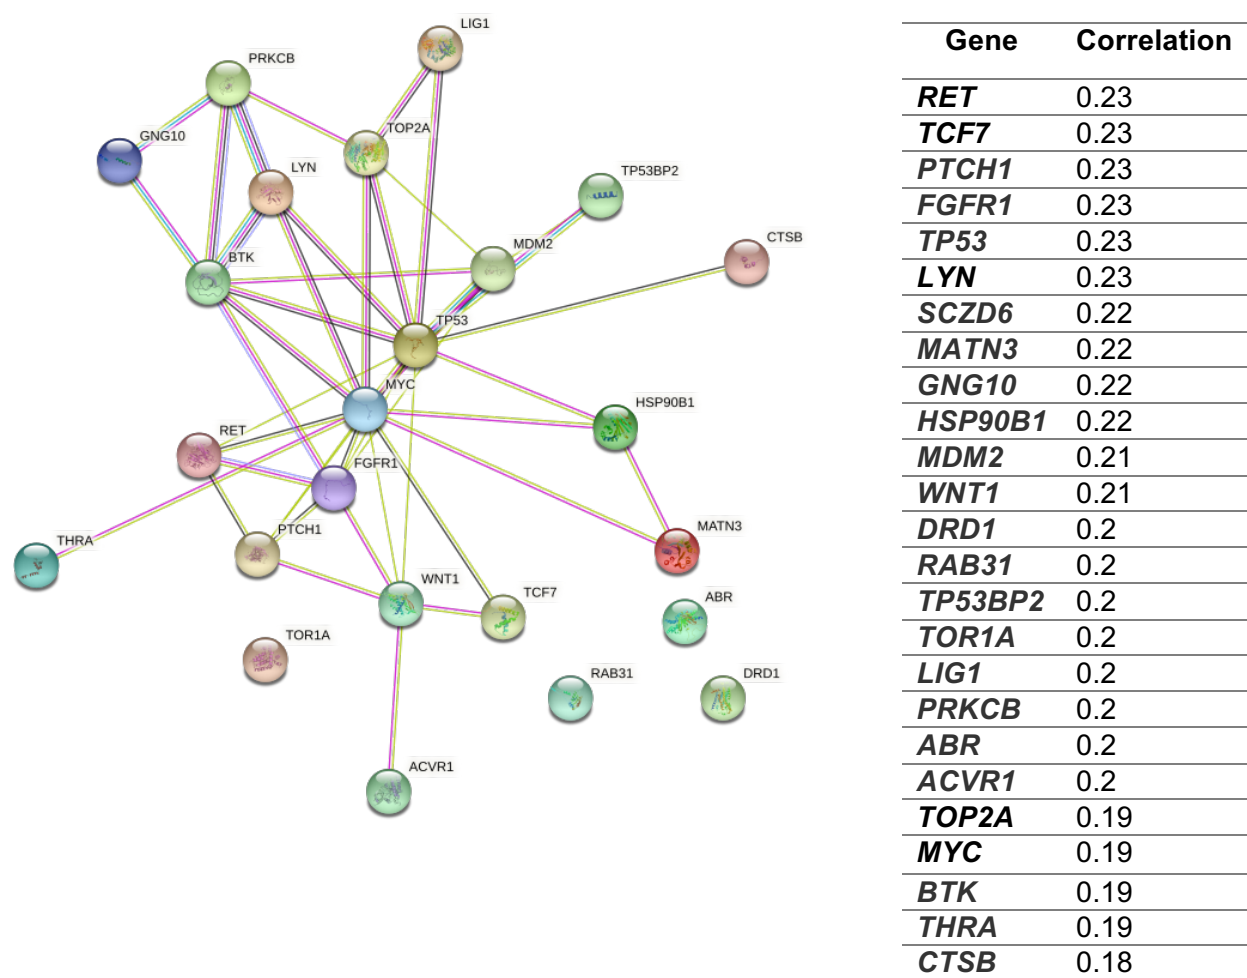 LIG1
PRKCB
TOP2A
GNG10
LYN
TP53BP2
CTSB
MDM2
BTK
TP53
MYC
HSP90B1
RET
FGFR1
PTCH1
MATN3
THRA
WNT1
TCF7
ABR
TOR1A
RAB31
DRD1
ACVR1
Gene Correlation
RET 0.23
TCF7 0.23
PTCH1 0.23
FGFR1 0.23
TP53 0.23
LYN 0.23
SCZD6 0.22
MATN3 0.22
GNG10 0.22
HSP90B1 0.22
MDM2 0.21
WNT1 0.21
DRD1 0.2
RAB31 0.2
TP53BP2 0.2
TOR1A 0.2
LIG1 0.2
PRKCB 0.2
ABR 0.2
ACVR1 0.2
TOP2A 0.19
MYC 0.19
BTK 0.19
THRA 0.19
CTSB 0.18